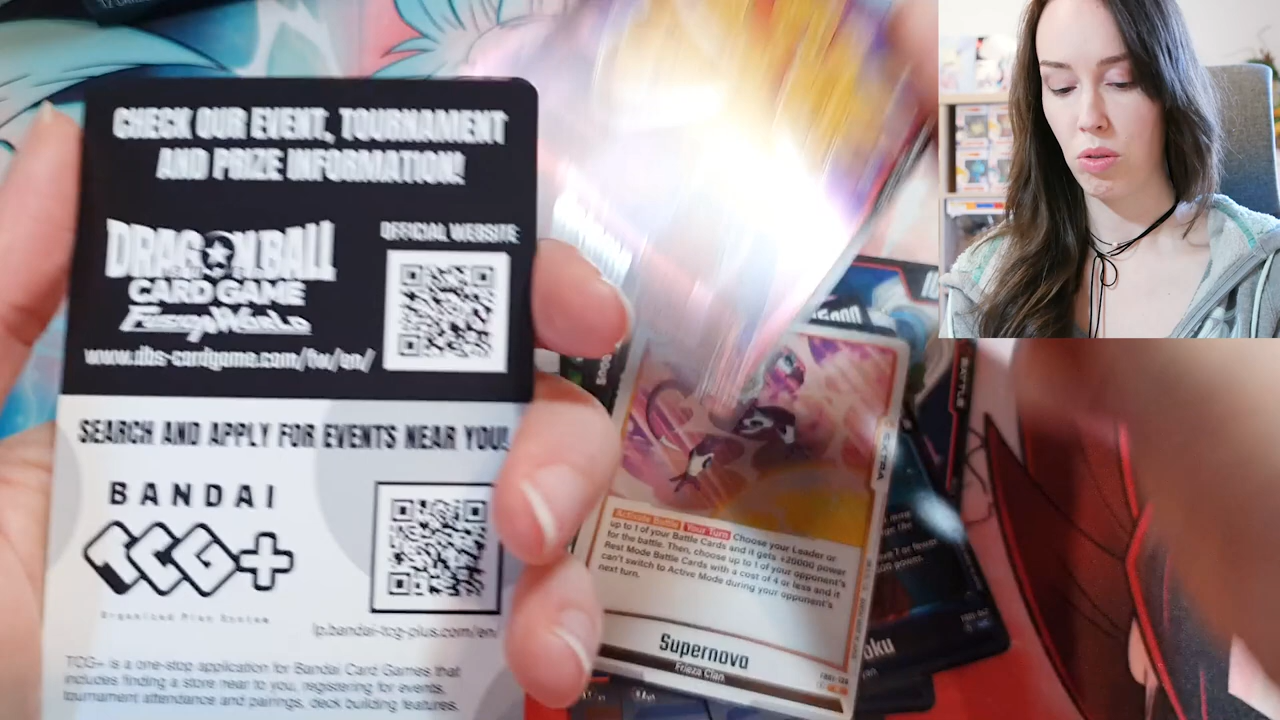 CHECK OUR EVENT, TOURNAMENT
AND PRIZE INFORMATION!
DRAGONBALL
CARD GAME
FUSION WORLD
OFFICIAL WEBSITE
www.dbs-cardgame.com/fw/en/
SEARCH AND APPLY FOR EVENTS NEAR YOU!
BANDAI
TCG+
Organized Play System
lp.bandai-tcg-plus.com/en/
TCG+ is a one-stop application for Bandai Card Games that
includes finding a store near to you, registering for events,
tournament attendance and pairings, deck building features,
EXTRA
Activate Battle Your Turn Choose your Leader or
up to 1 of your Battle Cards and it gets +20000 power
for the battle. Then, choose up to 1 of your opponent's
Rest Mode Battle Cards with a cost of 4 or less and it
can't switch to Active Mode during your opponent's
next turn.
Supernova
Frieza Clan
BATTLE
power.
oku